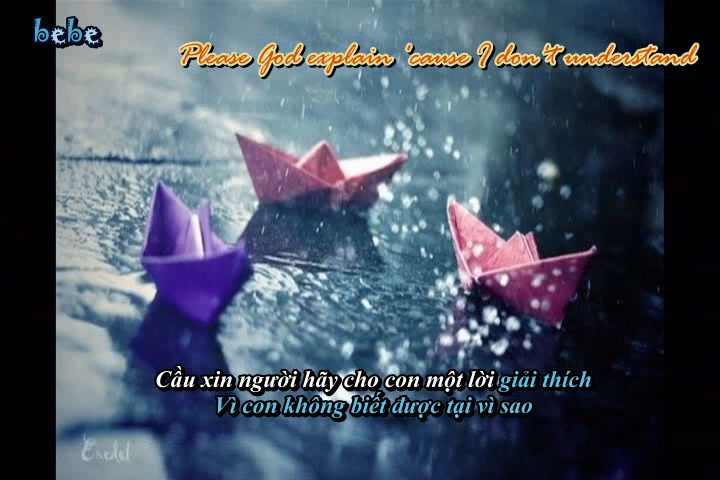 bebe
Please God explain 'cause I don't understand
Cầu xin người hãy cho con một lời giải thích
Vì con không biết được tại vì sao
Eredel